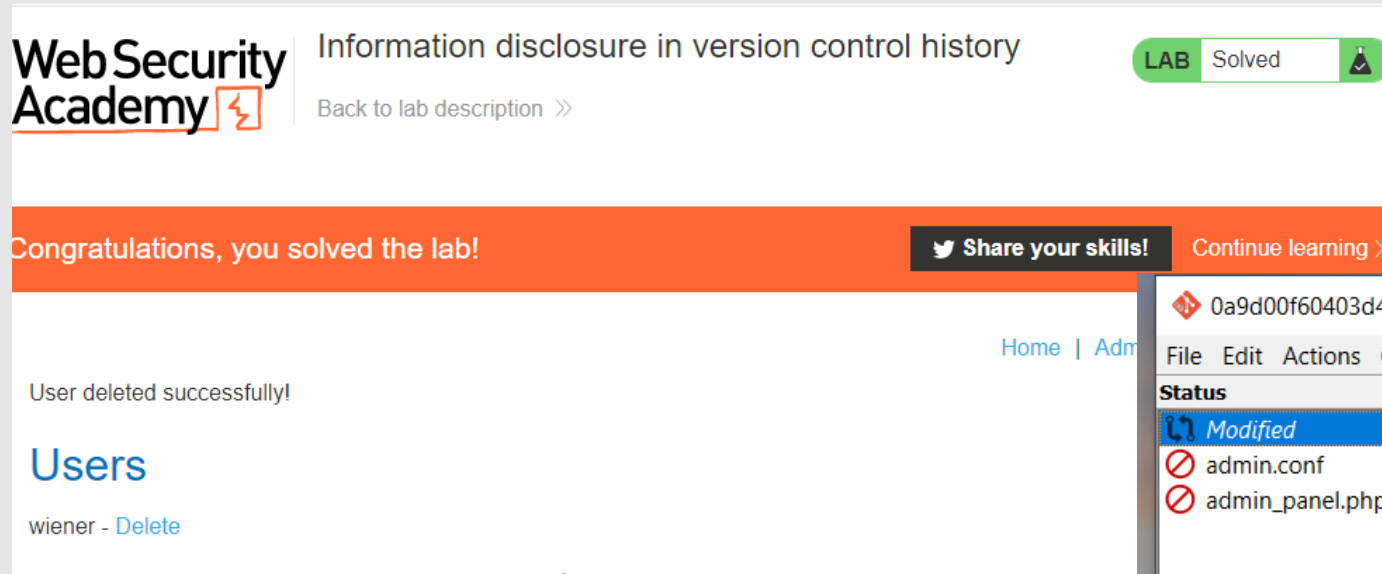 Web Security
Academy
Information disclosure in version control history
Back to lab description
LAB Solved
Congratulations, you solved the lab!
Share your skills!
Continue learning
0a9d00f60403d4
Home | Adm
File Edit Actions
User deleted successfully!
Status
Modified
Users
admin.conf
admin_panel.php
wiener - Delete